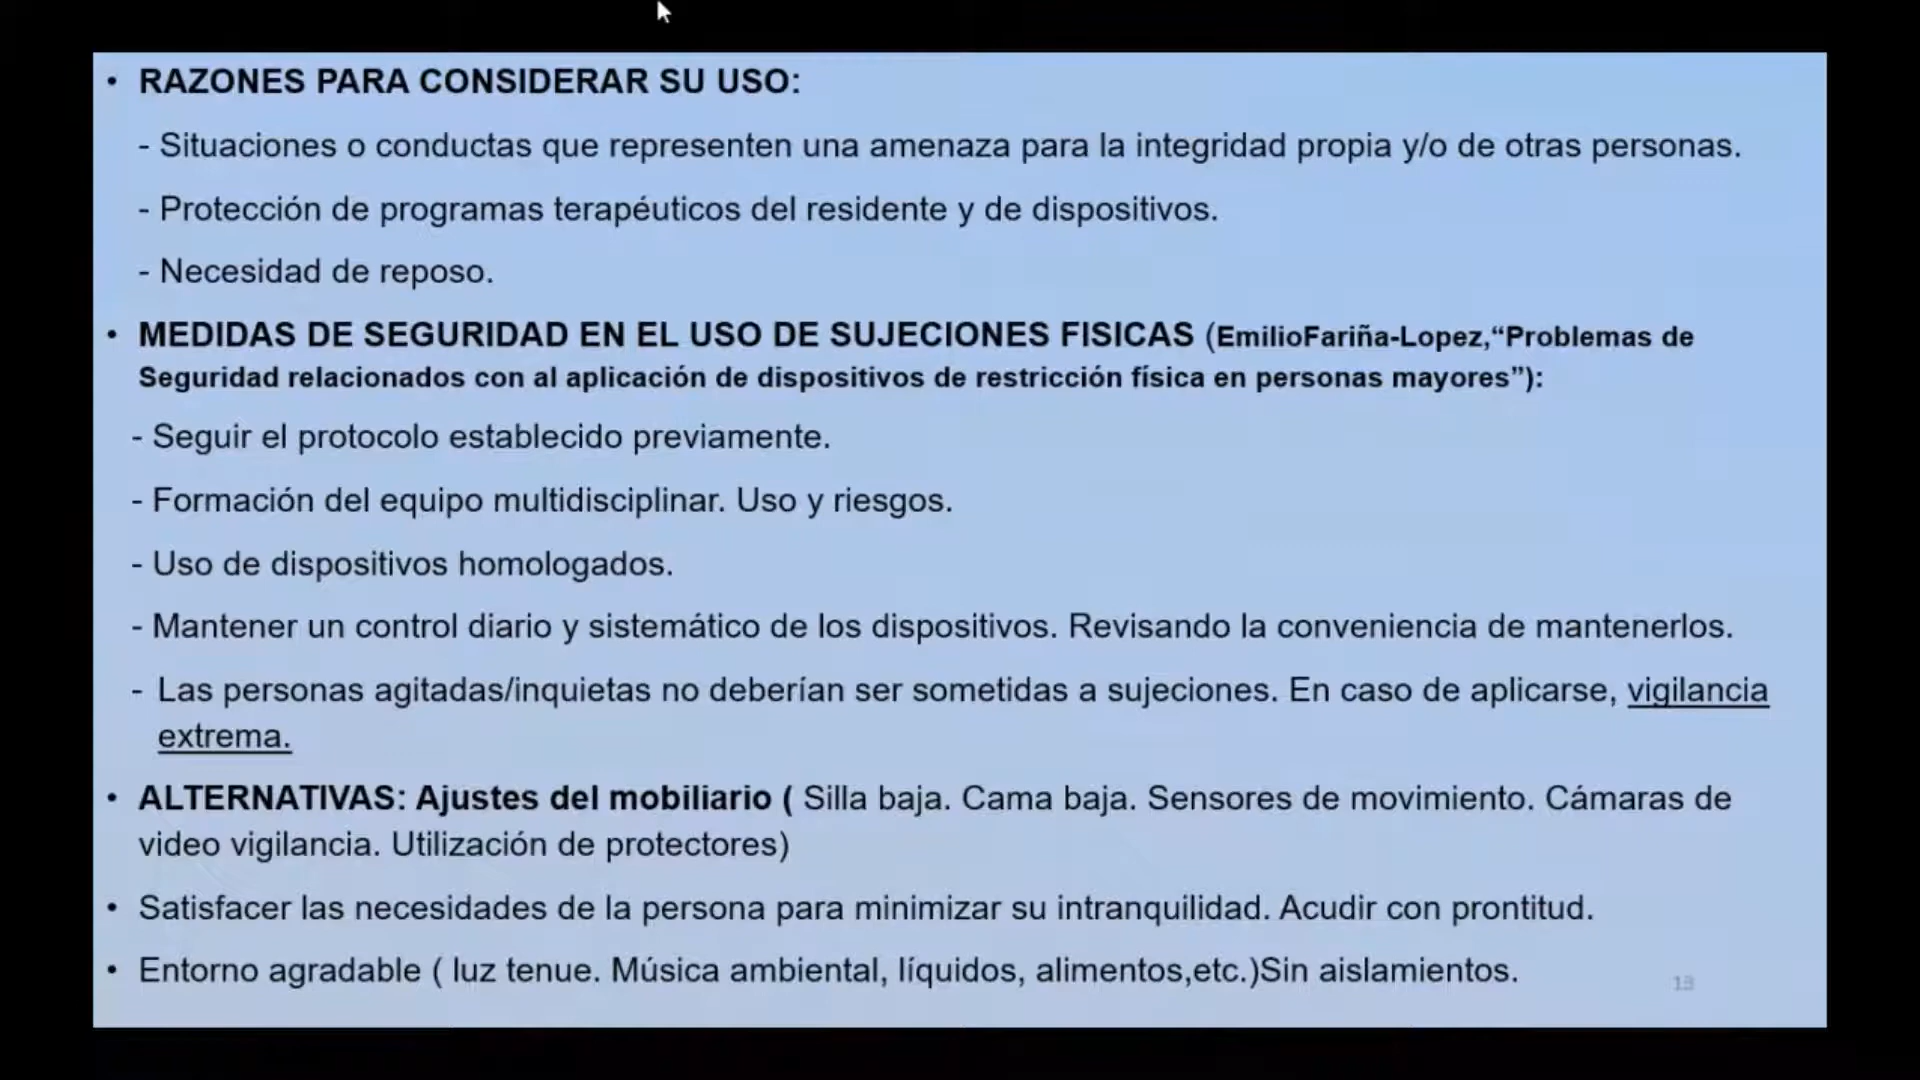 • RAZONES PARA CONSIDERAR SU USO:
- Situaciones o conductas que representen una amenaza para la integridad propia y/o de otras personas.
- Protección de programas terapéuticos del residente y de dispositivos.
- Necesidad de reposo.
• MEDIDAS DE SEGURIDAD EN EL USO DE SUJECIONES FISICAS (EmilioFariña-Lopez,“Problemas de
Seguridad relacionados con al aplicación de dispositivos de restricción física en personas mayores”):
- Seguir el protocolo establecido previamente.
- Formación del equipo multidisciplinar. Uso y riesgos.
- Uso de dispositivos homologados.
- Mantener un control diario y sistemático de los dispositivos. Revisando la conveniencia de mantenerlos.
- Las personas agitadas/inquietas no deberían ser sometidas a sujeciones. En caso de aplicarse, vigilancia
extrema.
• ALTERNATIVAS: Ajustes del mobiliario ( Silla baja. Cama baja. Sensores de movimiento. Cámaras de
video vigilancia. Utilización de protectores)
• Satisfacer las necesidades de la persona para minimizar su intranquilidad. Acudir con prontitud.
• Entorno agradable ( luz tenue. Música ambiental, líquidos, alimentos,etc.)Sin aislamientos.
13